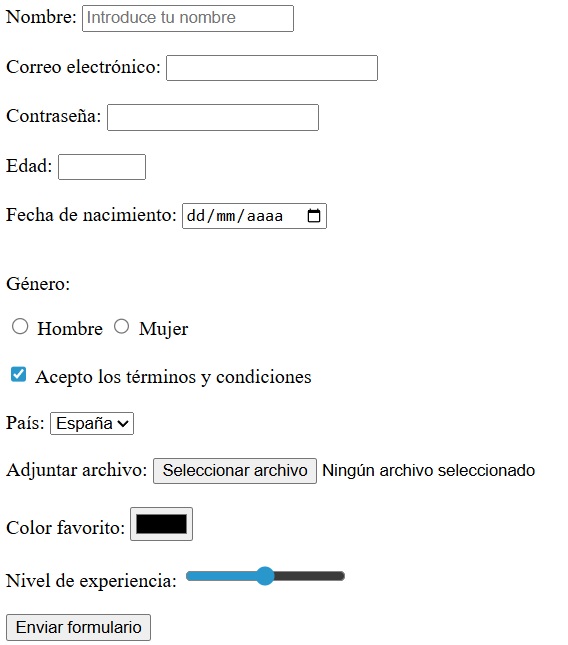 Nombre: Introduce tu nombre
Correo electrónico:
Contraseña:
Edad:
Fecha de nacimiento: dd/mm/aaaa
Género:
Hombre Mujer
Acepto los términos y condiciones
País: España
Adjuntar archivo: Seleccionar archivo Ningún archivo seleccionado
Color favorito:
Nivel de experiencia:
Enviar formulario